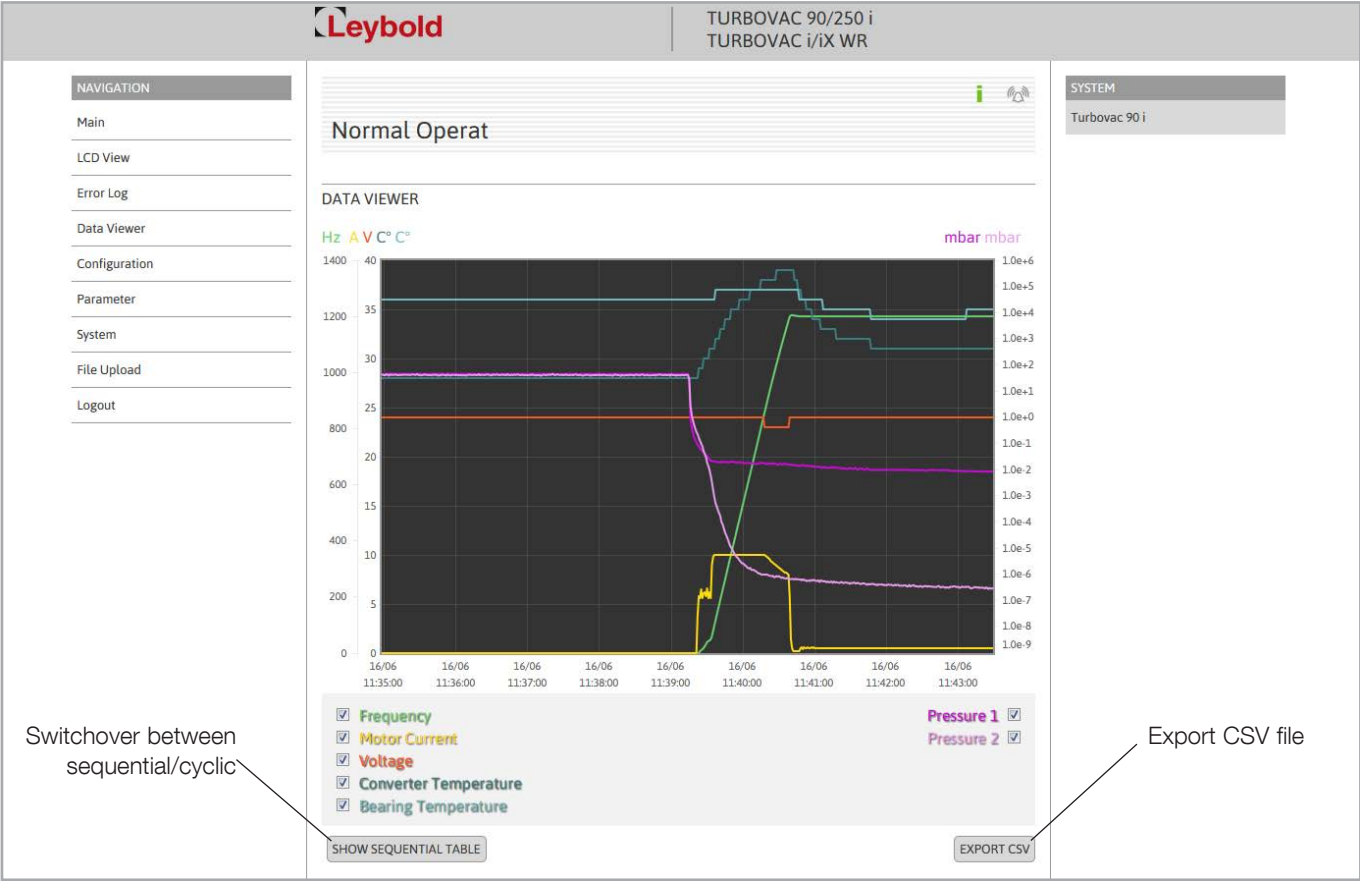 Leybold
TURBOVAC 90/250 i
TURBOVAC i/iX WR
NAVIGATION
Main
LCD View
Error Log
Data Viewer
Configuration
Parameter
System
File Upload
Logout
i
Normal Operat
SYSTEM
Turbovac 90 i
DATA VIEWER
Hz A V C° C°
mbar mbar
1400
1200
1000
800
600
400
200
0
40
35
30
25
20
15
10
5
0
1.0e+6
1.0e+5
1.0e+4
1.0e+3
1.0e+2
1.0e+1
1.0e+0
1.0e-1
1.0e-2
1.0e-3
1.0e-4
1.0e-5
1.0e-6
1.0e-7
1.0e-8
1.0e-9
16/06 16/06 16/06 16/06 16/06 16/06 16/06 16/06 16/06
11:35:00 11:36:00 11:37:00 11:38:00 11:39:00 11:40:00 11:41:00 11:42:00 11:43:00
Frequency
Motor Current
Voltage
Converter Temperature
Bearing Temperature
Pressure 1
Pressure 2
Switchover between
sequential/cyclic
Export CSV file
SHOW SEQUENTIAL TABLE
EXPORT CSV